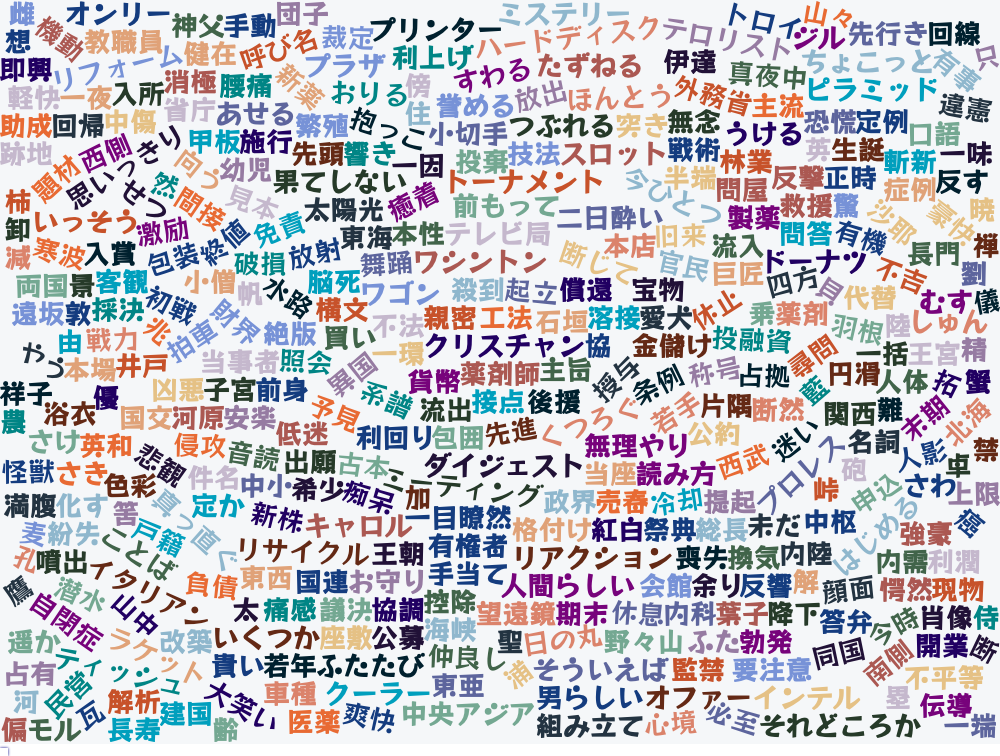 雌 オンリー 神父 手動 団子 プリンター ミステリー トロイ 山々
想 機動 教職員 健在 呼び名 裁定 利上げ ハードディスク テロリスト ジル 先行き 回線
即興 リフォーム 新薬 プラザ すわる たずねる 伊達 真夜中 ちょこっと 有事 只
軽快 一夜 入所 消極 腰痛 おりる 傍 誉める 放出 ほんとう 外務省 主流 ピラミッド 違憲
助成 回帰 中傷 省庁 あせる 繁殖 抱っこ 住 小切手 つぶれる 突き 無念 うける 恐慌 定例 口語
跡地 題材 西側 思いっきり 甲板 施行 先頭 響き 一因 投棄 技法 スロット 戦術 林業 英 生誕 斬新 一味
柿 せつ 然 向う 幼児 果てしない トーナメント 今ひとつ 半端 問屋 反撃 正時 症例 反す
卸 いっそう 激励 間接 見本 太陽光 癒着 前もって 二日酔い 製薬 救援 驚 沙耶 豪快 暁
減 寒波 入賞 包装 終値 免責 東海 本性 テレビ局 断じて 本店 旧来 流入 問答 有機 長門 禅
両国 景 客観 小僧 破損 放射 舞踊 ワシントン 官民 巨匠 ドーナツ 四方 不吉 劉
遠坂 敦 採決 初戦 帆 水路 脳死 ワゴン 殺到 起立 償還 宝物 休止 乗 薬剤 貝 代替 むす 儀
由 戦力 兆 拍車 財界 絶版 構文 買い 不法 親密 工法 石垣 溶接 愛犬 投融資 羽根 陸 しゅん
やつ 本場 井戸 当事者 照会 一環 クリスチャン 協 金儲け 尋問 一括 王宮 精
祥子 優 凶悪 子宮 前身 異国 系譜 貨幣 薬剤師 主旨 授与 条例 称号 占拠 藍 円滑 人体 拓 蟹
農 浴衣 国交 河原 安楽 予見 流出 接点 後援 くつろぐ 若手 片隅 断然 関西 難 末期 北海
さけ 英和 侵攻 音読 低迷 利回り 包囲 先進 無理やり 公約 迷い 名詞 人影 卓 禁
怪獣 さき 色彩 悲観 件名 出願 古本 ミーティング ダイジェスト 当座 読み方 西武 プロレス 砲 申込 さわ 上限
満腹 化す 筈 真っ直ぐ 定か 中小 希少 痴呆 加 政界 売春 冷却 提起 峠 はじめる 癌
麦 紛失 ことば 戸籍 新株 キャロル 一目瞭然 格付け 紅白 祭典 総長 未だ 中枢 強豪
孔 噴出 イタリアン リサイクル 王朝 有権者 リアクション 喪失 換気 内陸 内需 利潤
鷹 潜水 負債 東西 国連 お守り 手当て 人間らしい 会館 余り 反響 解 顔面 愕然 現物
自閉症 山中 太 痛感 議決 協調 控除 望遠鏡 期末 休息 内科 葉子 降下 答弁 今時 肖像 侍
遥か ラケット 改築 いくつか 座敷 公募 海峡 聖 日の丸 野々山 ふた 勃発 同国 南側 開業 断
占有 ティッシュ 貴い 若年 ふたたび 仲良し 浦 そういえば 監禁 要注意 不平等
河 民営 大笑い 車種 クーラー 東亜 男らしい オファー インテル 塁 伝導
偏 モル 瓦 解析 長寿 建国 齢 医薬 爽快 中央アジア 組み立て 心境 必至 それどころか 一端